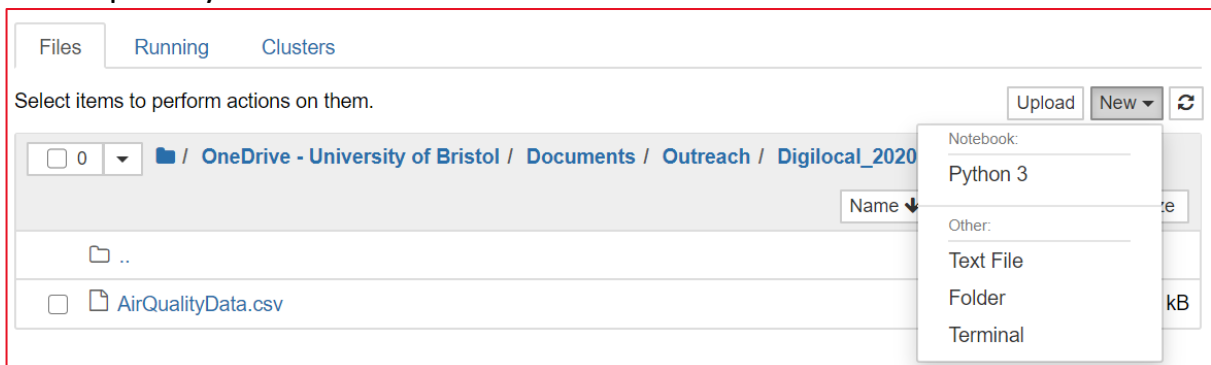 Files Running Clusters
Select items to perform actions on them.
Upload New
0 / OneDrive - University of Bristol / Documents / Outreach / Digilocal_2020
Notebook:
Python 3
Name
Other:
..
Text File
AirQualityData.csv
Folder
kB
Terminal